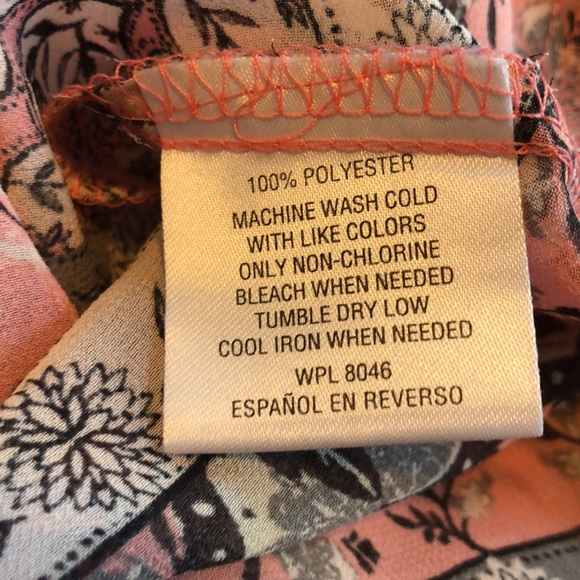 100% POLYESTER
MACHINE WASH COLD
WITH LIKE COLORS
ONLY NON-CHLORINE
BLEACH WHEN NEEDED
TUMBLE DRY LOW
COOL IRON WHEN NEEDED
WPL 8046
ESPAÑOL EN REVERSO